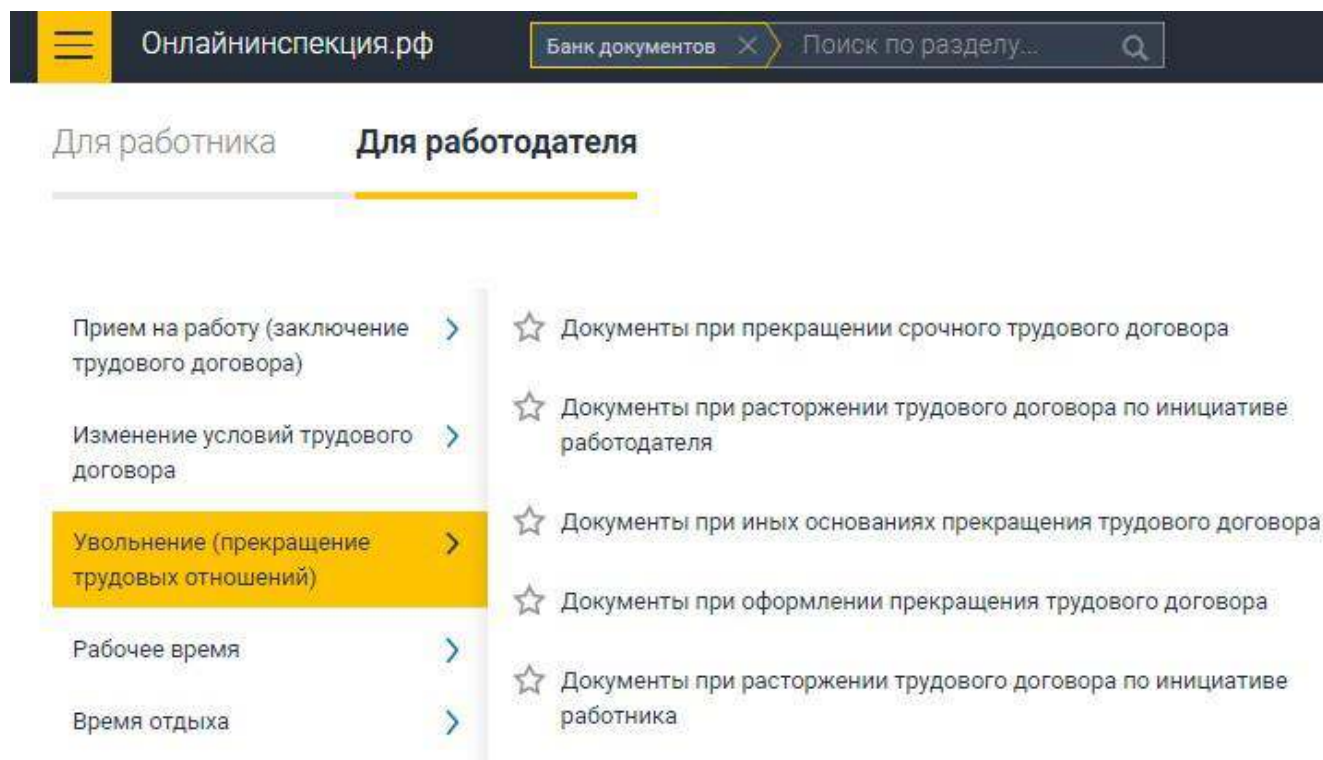 Онлайнинспекция.рф
Банк документов
Поиск по разделу...
Для работника
Для работодателя
Прием на работу (заключение
трудового договора)
Изменение условий трудового
договора
Увольнение (прекращение
трудовых отношений)
Рабочее время
Время отдыха
Документы при прекращении срочного трудового договора
Документы при расторжении трудового договора по инициативе
работодателя
Документы при иных основаниях прекращения трудового договора
Документы при оформлении прекращения трудового договора
Документы при расторжении трудового договора по инициативе
работника